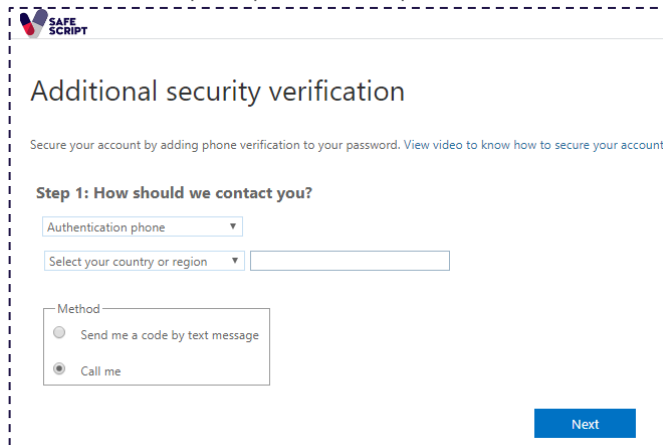 SAFE
SCRIPT
Additional security verification
Secure your account by adding phone verification to your password. View video to know how to secure your account
Step 1: How should we contact you?
Authentication phone
Select your country or region
Method
Send me a code by text message
Call me
Next